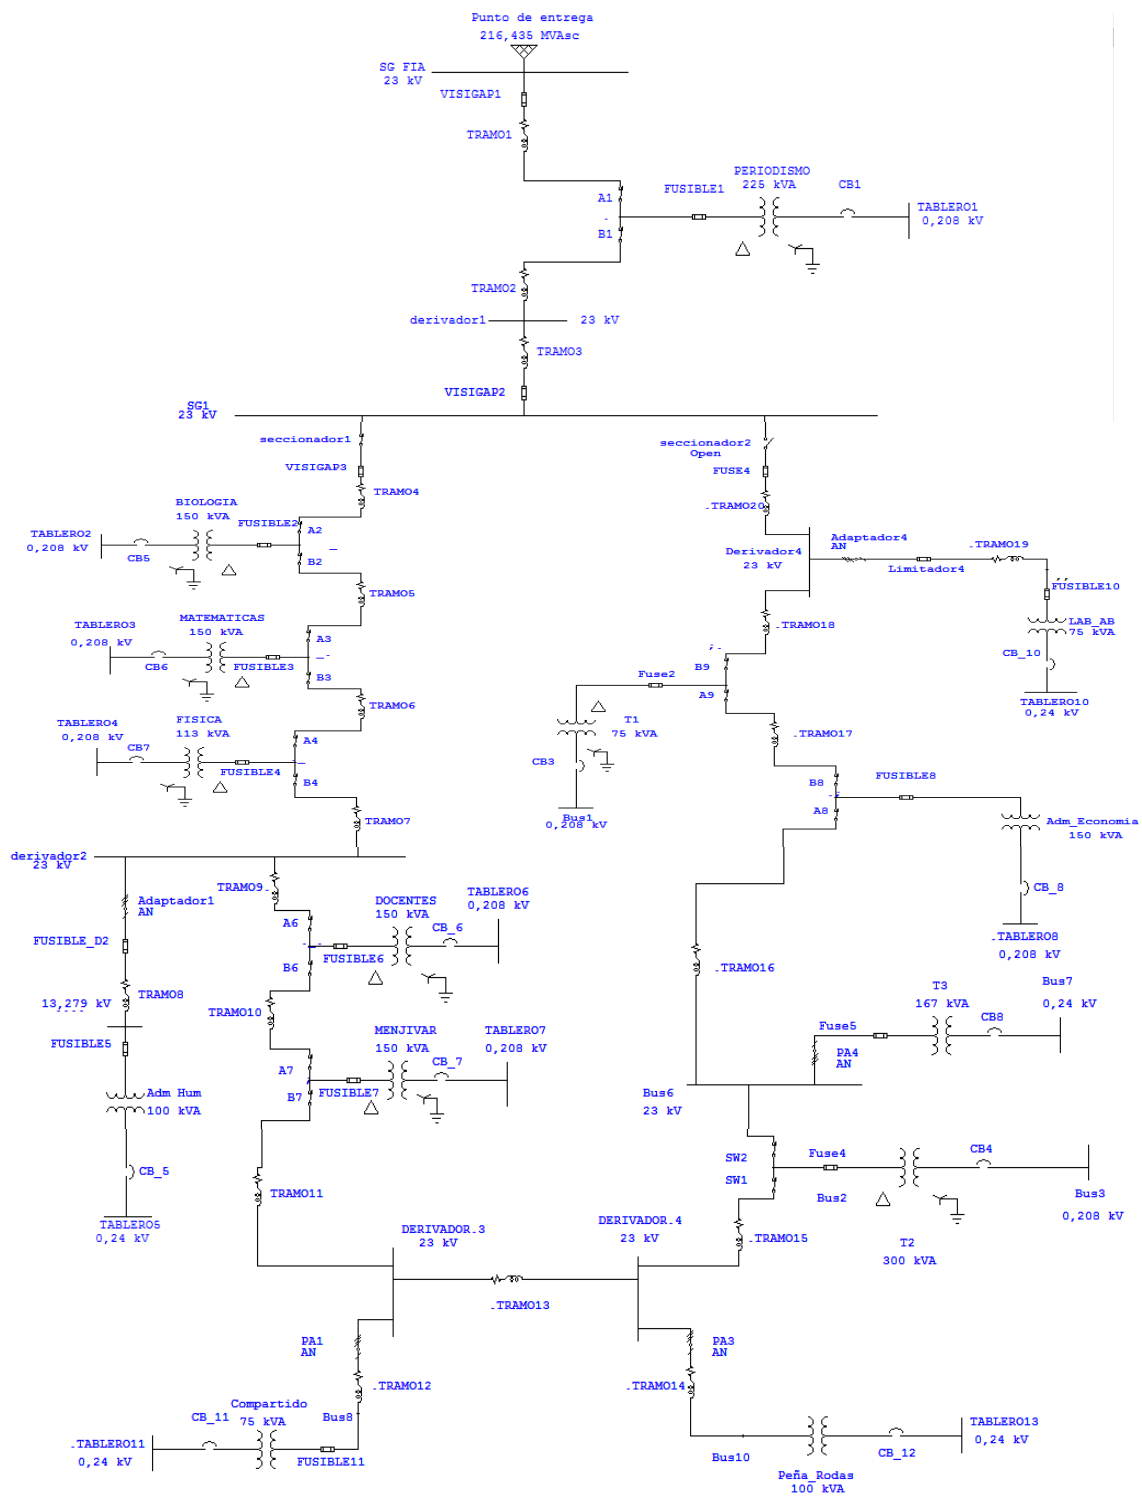 Punto de entrega
216,435 MVAsc
SG FIA
23 kV
VISIGAP1
TRAMO1
PERIODISMO
225 kVA
FUSIBLE1
CB1
A1
TABLERO1
0,208 kV
B1
TRAMO2
derivador1
23 kV
TRAMO3
VISIGAP2
SG1
23 kV
seccionador1
VISIGAP3
TRAMO4
BIOLOGIA
150 kVA
FUSIBLE2
A2
TABLERO2
0,208 kV
CB5
B2
TRAMO5
MATEMATICAS
150 kVA
TABLERO3
0,208 kV
A3
CB6
FUSIBLE3
B3
TRAMO6
FISICA
113 kVA
TABLERO4
0,208 kV
A4
CB7
FUSIBLE4
B4
TRAMO7
seccionador2
Open
FUSE4
.TRAMO20
Derivador4
23 kV
Adaptador4
AN
Limitador4
.TRAMO19
FUSIBLE10
LAB_AB
75 kVA
CB_10
TABLERO10
0,24 kV
.TRAMO18
B9
A9
Fuse2
T1
75 kVA
CB3
Bus1
0,208 kV
.TRAMO17
B8
A8
FUSIBLE8
Adm_Economia
150 kVA
CB_8
.TABLERO8
0,208 kV
derivador2
23 kV
TRAMO9.
Adaptador1
AN
FUSIBLE_D2
TRAMO8
13,279 kV
FUSIBLE5
Adm Hum
100 kVA
CB_5
TABLERO5
0,24 kV
DOCENTES
150 kVA
TABLERO6
0,208 kV
A6
CB_6
FUSIBLE6
B6
TRAMO10
MENJIVAR
150 kVA
TABLERO7
0,208 kV
A7
CB_7
FUSIBLE7
B7
TRAMO11
.TRAMO16
T3
167 kVA
Bus7
0,24 kV
Fuse5
CB8
PA4
AN
Bus6
23 kV
SW2
SW1
Fuse4
CB4
Bus2
Bus3
0,208 kV
T2
300 kVA
.TRAMO15
DERIVADOR.3
23 kV
DERIVADOR.4
23 kV
.TRAMO13
PA1
AN
.TRAMO12
PA3
AN
.TRAMO14
Compartido
75 kVA
CB_11
Bus8
.TABLERO11
0,24 kV
FUSIBLE11
Bus10
TABLERO13
0,24 kV
CB_12
Peña_Rodas
100 kVA